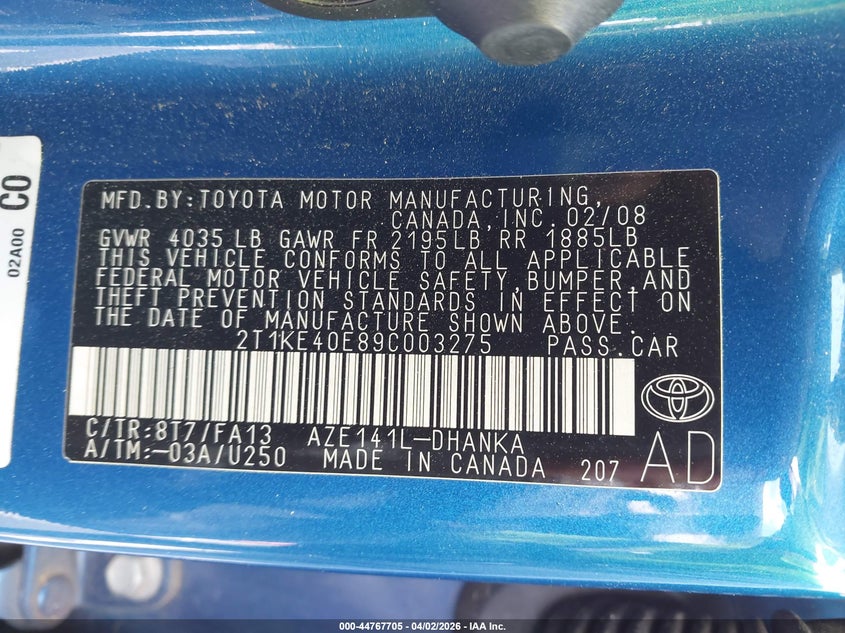 02A00
CO
MFD.BY:TOYOTA MOTOR MANUFACTURING,
CANADA,INC. 02/08
GVWR 4035LB GAWR FR 2195LB RR 1885LB
THIS VEHICLE CONFORMS TO ALL APPLICABLE
FEDERAL MOTOR VEHICLE SAFETY,BUMPER,AND
THEFT PREVENTION STANDARDS IN EFFECT ON
THE DATE OF MANUFACTURE SHOWN ABOVE.
2T1KE40E89C003275 PASS.CAR
C/TR:8T7/FA13 AZE141L-DHANKA
A/TM:-03A/U250 MADE IN CANADA 207
AD
000-44767705 - 04/02/2026 - IAA Inc.